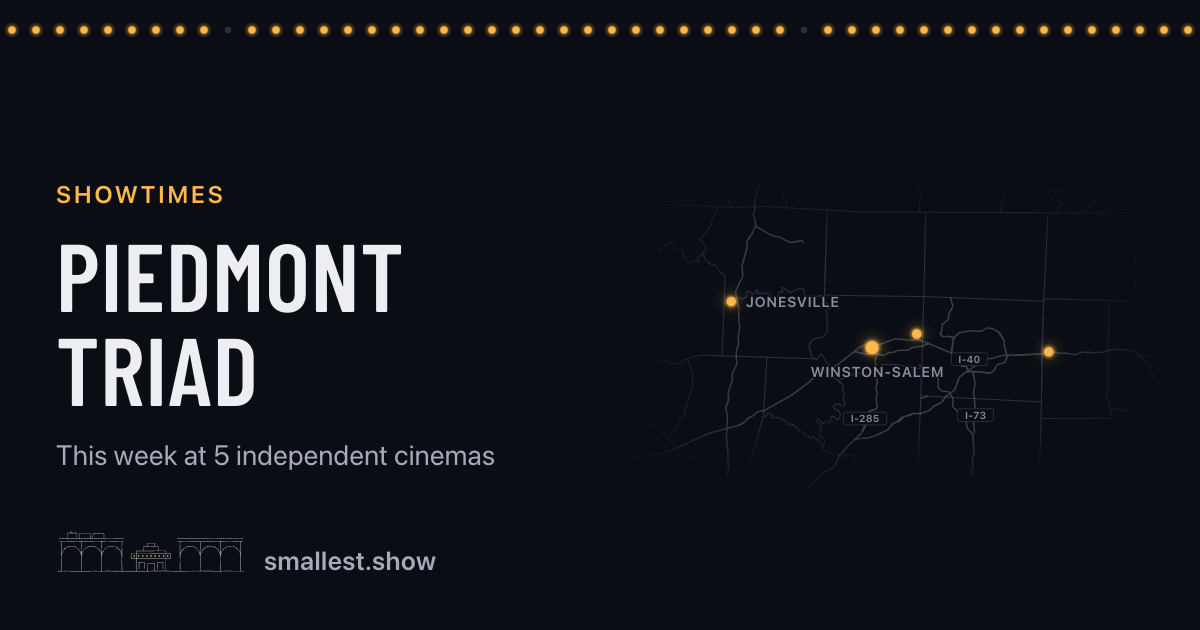 SHOWTIMES
PIEDMONT
TRIAD
This week at 5 independent cinemas
smallest.show
JONESVILLE
WINSTON-SALEM
I-40
I-285
I-73